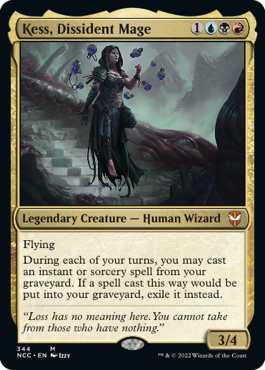 Kess, Dissident Mage 1
Legendary Creature — Human Wizard
Flying
During each of your turns, you may cast
an instant or sorcery spell from your
graveyard. If a spell cast this way would
be put into your graveyard, exile it instead.
“Loss has no meaning here. You cannot take
from those who have nothing.”
3/4
344 M
NCC • EN Izzy
™ & © 2022 Wizards of the Coast